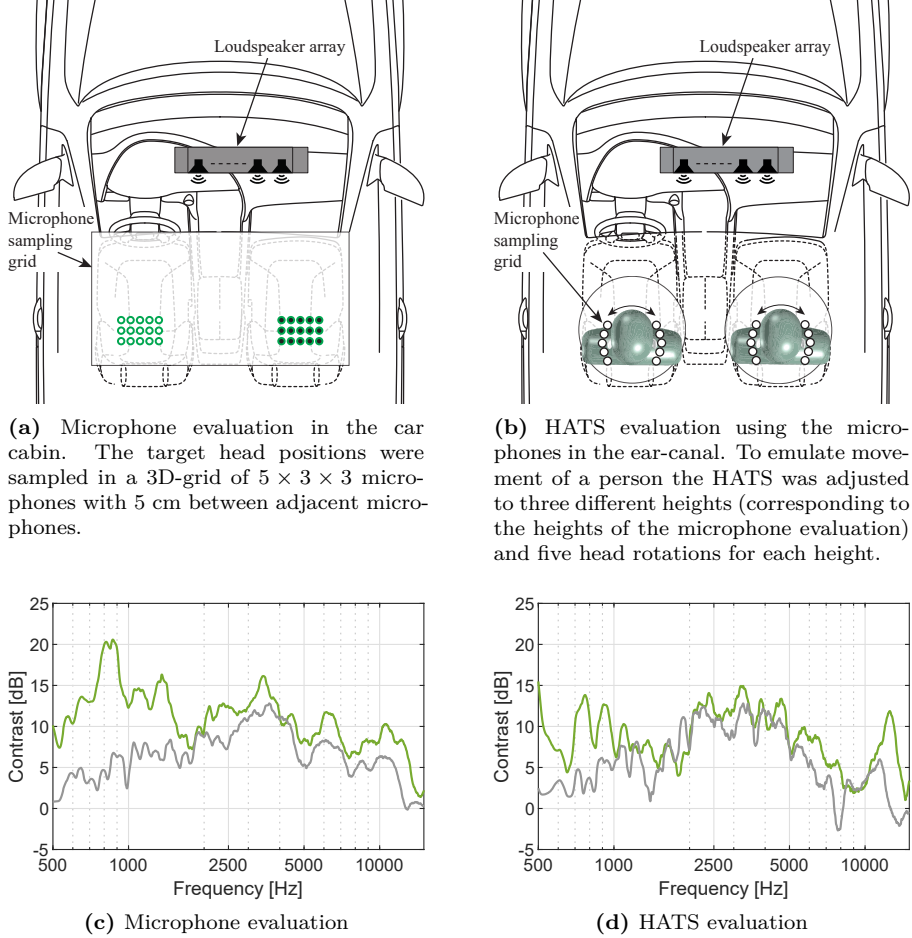 Loudspeaker array
Microphone
sampling
grid
Loudspeaker array
Microphone
sampling
grid
(a) Microphone evaluation in the car
cabin. The target head positions were
sampled in a 3D-grid of 5 × 3 × 3 micro-
phones with 5 cm between adjacent micro-
phones.
(b) HATS evaluation using the micro-
phones in the ear-canal. To emulate move-
ment of a person the HATS was adjusted
to three different heights (corresponding to
the heights of the microphone evaluation)
and five head rotations for each height.
25
20
15
10
5
0
-5
Contrast [dB]
500 1000 2500 5000 10000
Frequency [Hz]
(c) Microphone evaluation
25
20
15
10
5
0
-5
Contrast [dB]
500 1000 2500 5000 10000
Frequency [Hz]
(d) HATS evaluation